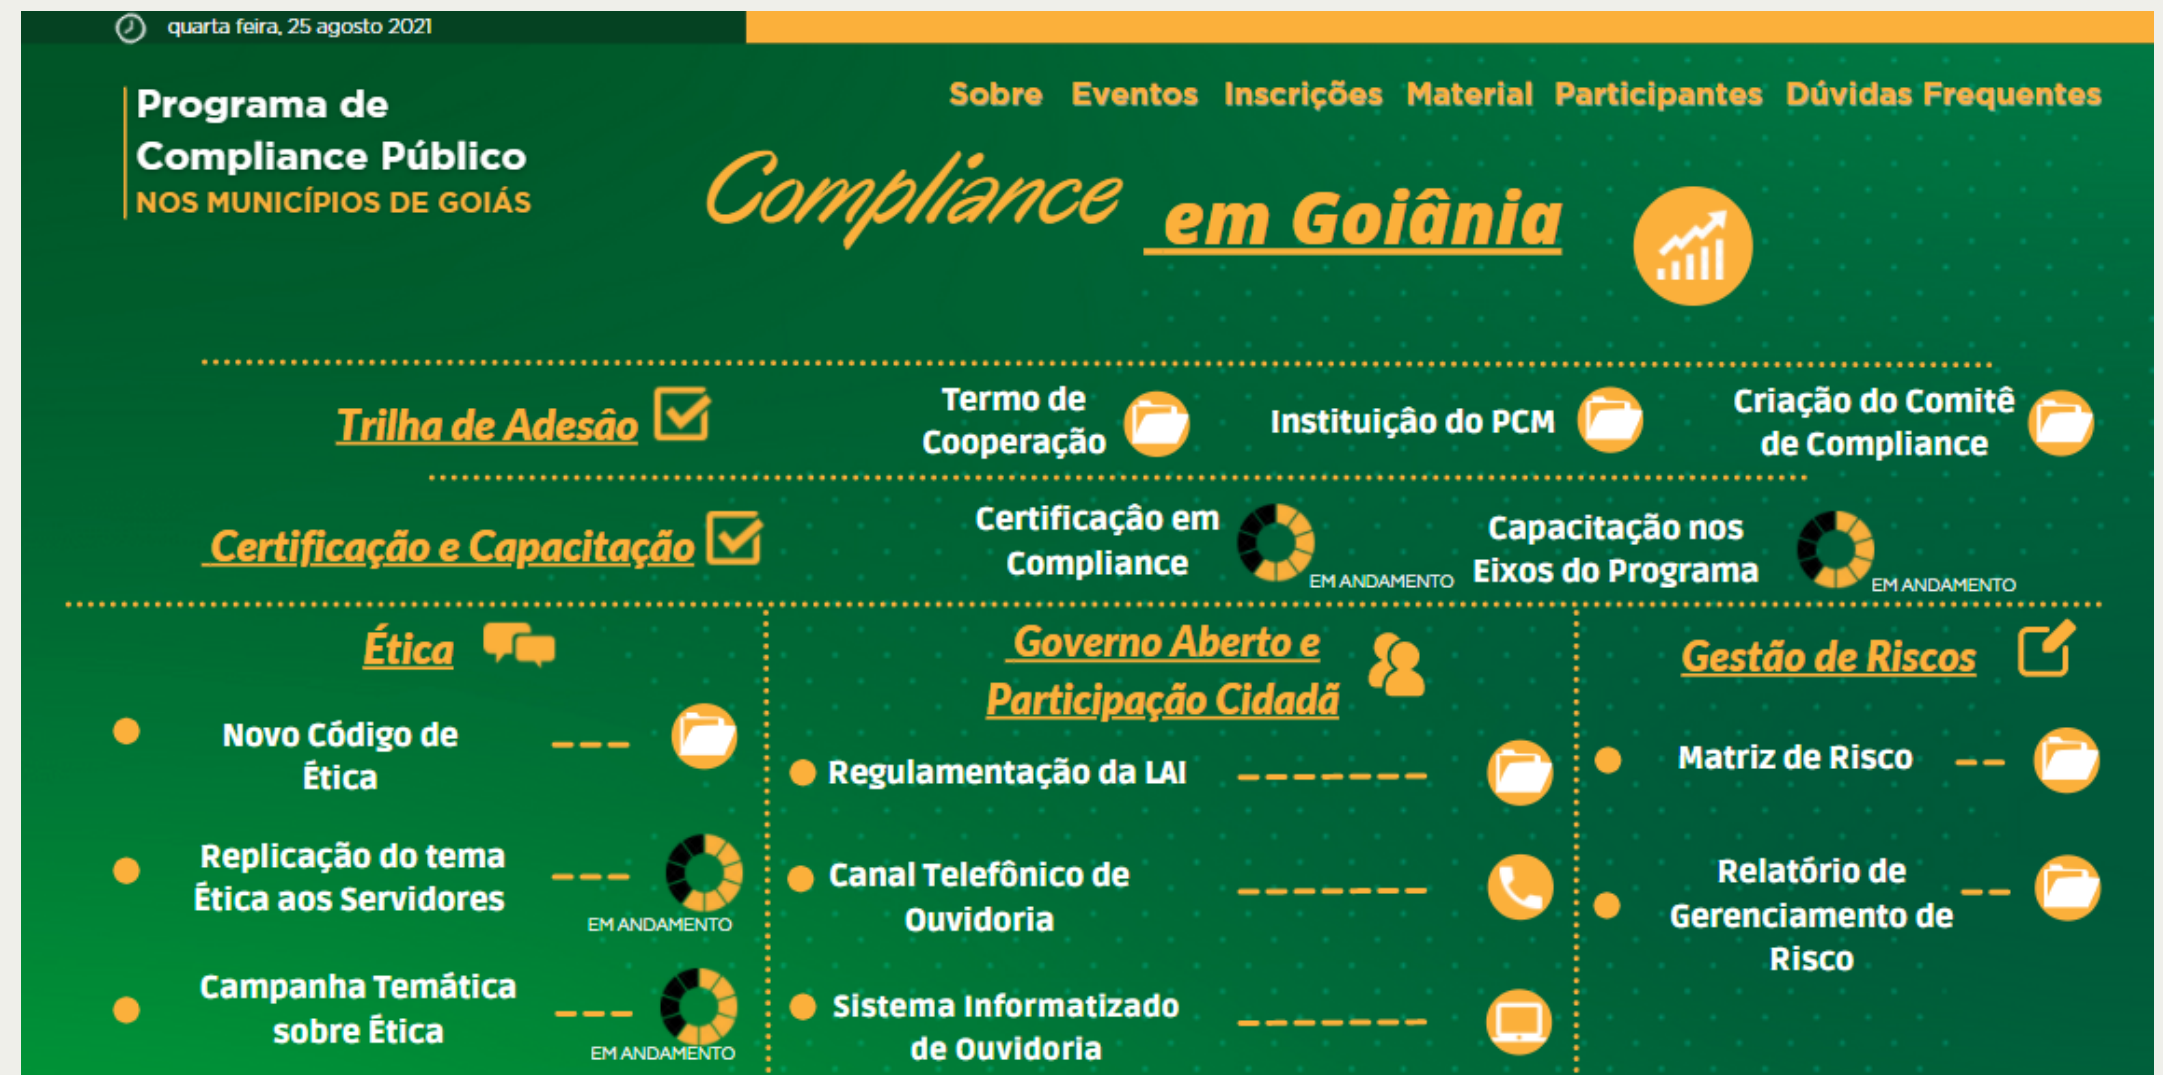 quarta feira, 25 agosto 2021
Programa de
Compliance Público
NOS MUNICÍPIOS DE GOIÁS
Sobre Eventos Inscrições Material Participantes Dúvidas Frequentes
Compliance em Goiânia
Trilha de Adesâo
Termo de
Cooperação
Instituiçâo do PCM
Criação do Comitê
de Compliance
Certificação e Capacitação
Certificaçâo em
Compliance
EM ANDAMENTO
Capacitação nos
Eixos do Programa
EM ANDAMENTO
Ética
Novo Código de
Ética
Replicação do tema
Ética aos Servidores
EM ANDAMENTO
Campanha Temática
sobre Ética
EM ANDAMENTO
Governo Aberto e
Participação Cidadã
Regulamentação da LAI
Canal Telefônico de
Ouvidoria
Sistema Informatizado
de Ouvidoria
Gestão de Riscos
Matriz de Risco
Relatório de
Gerenciamento de
Risco